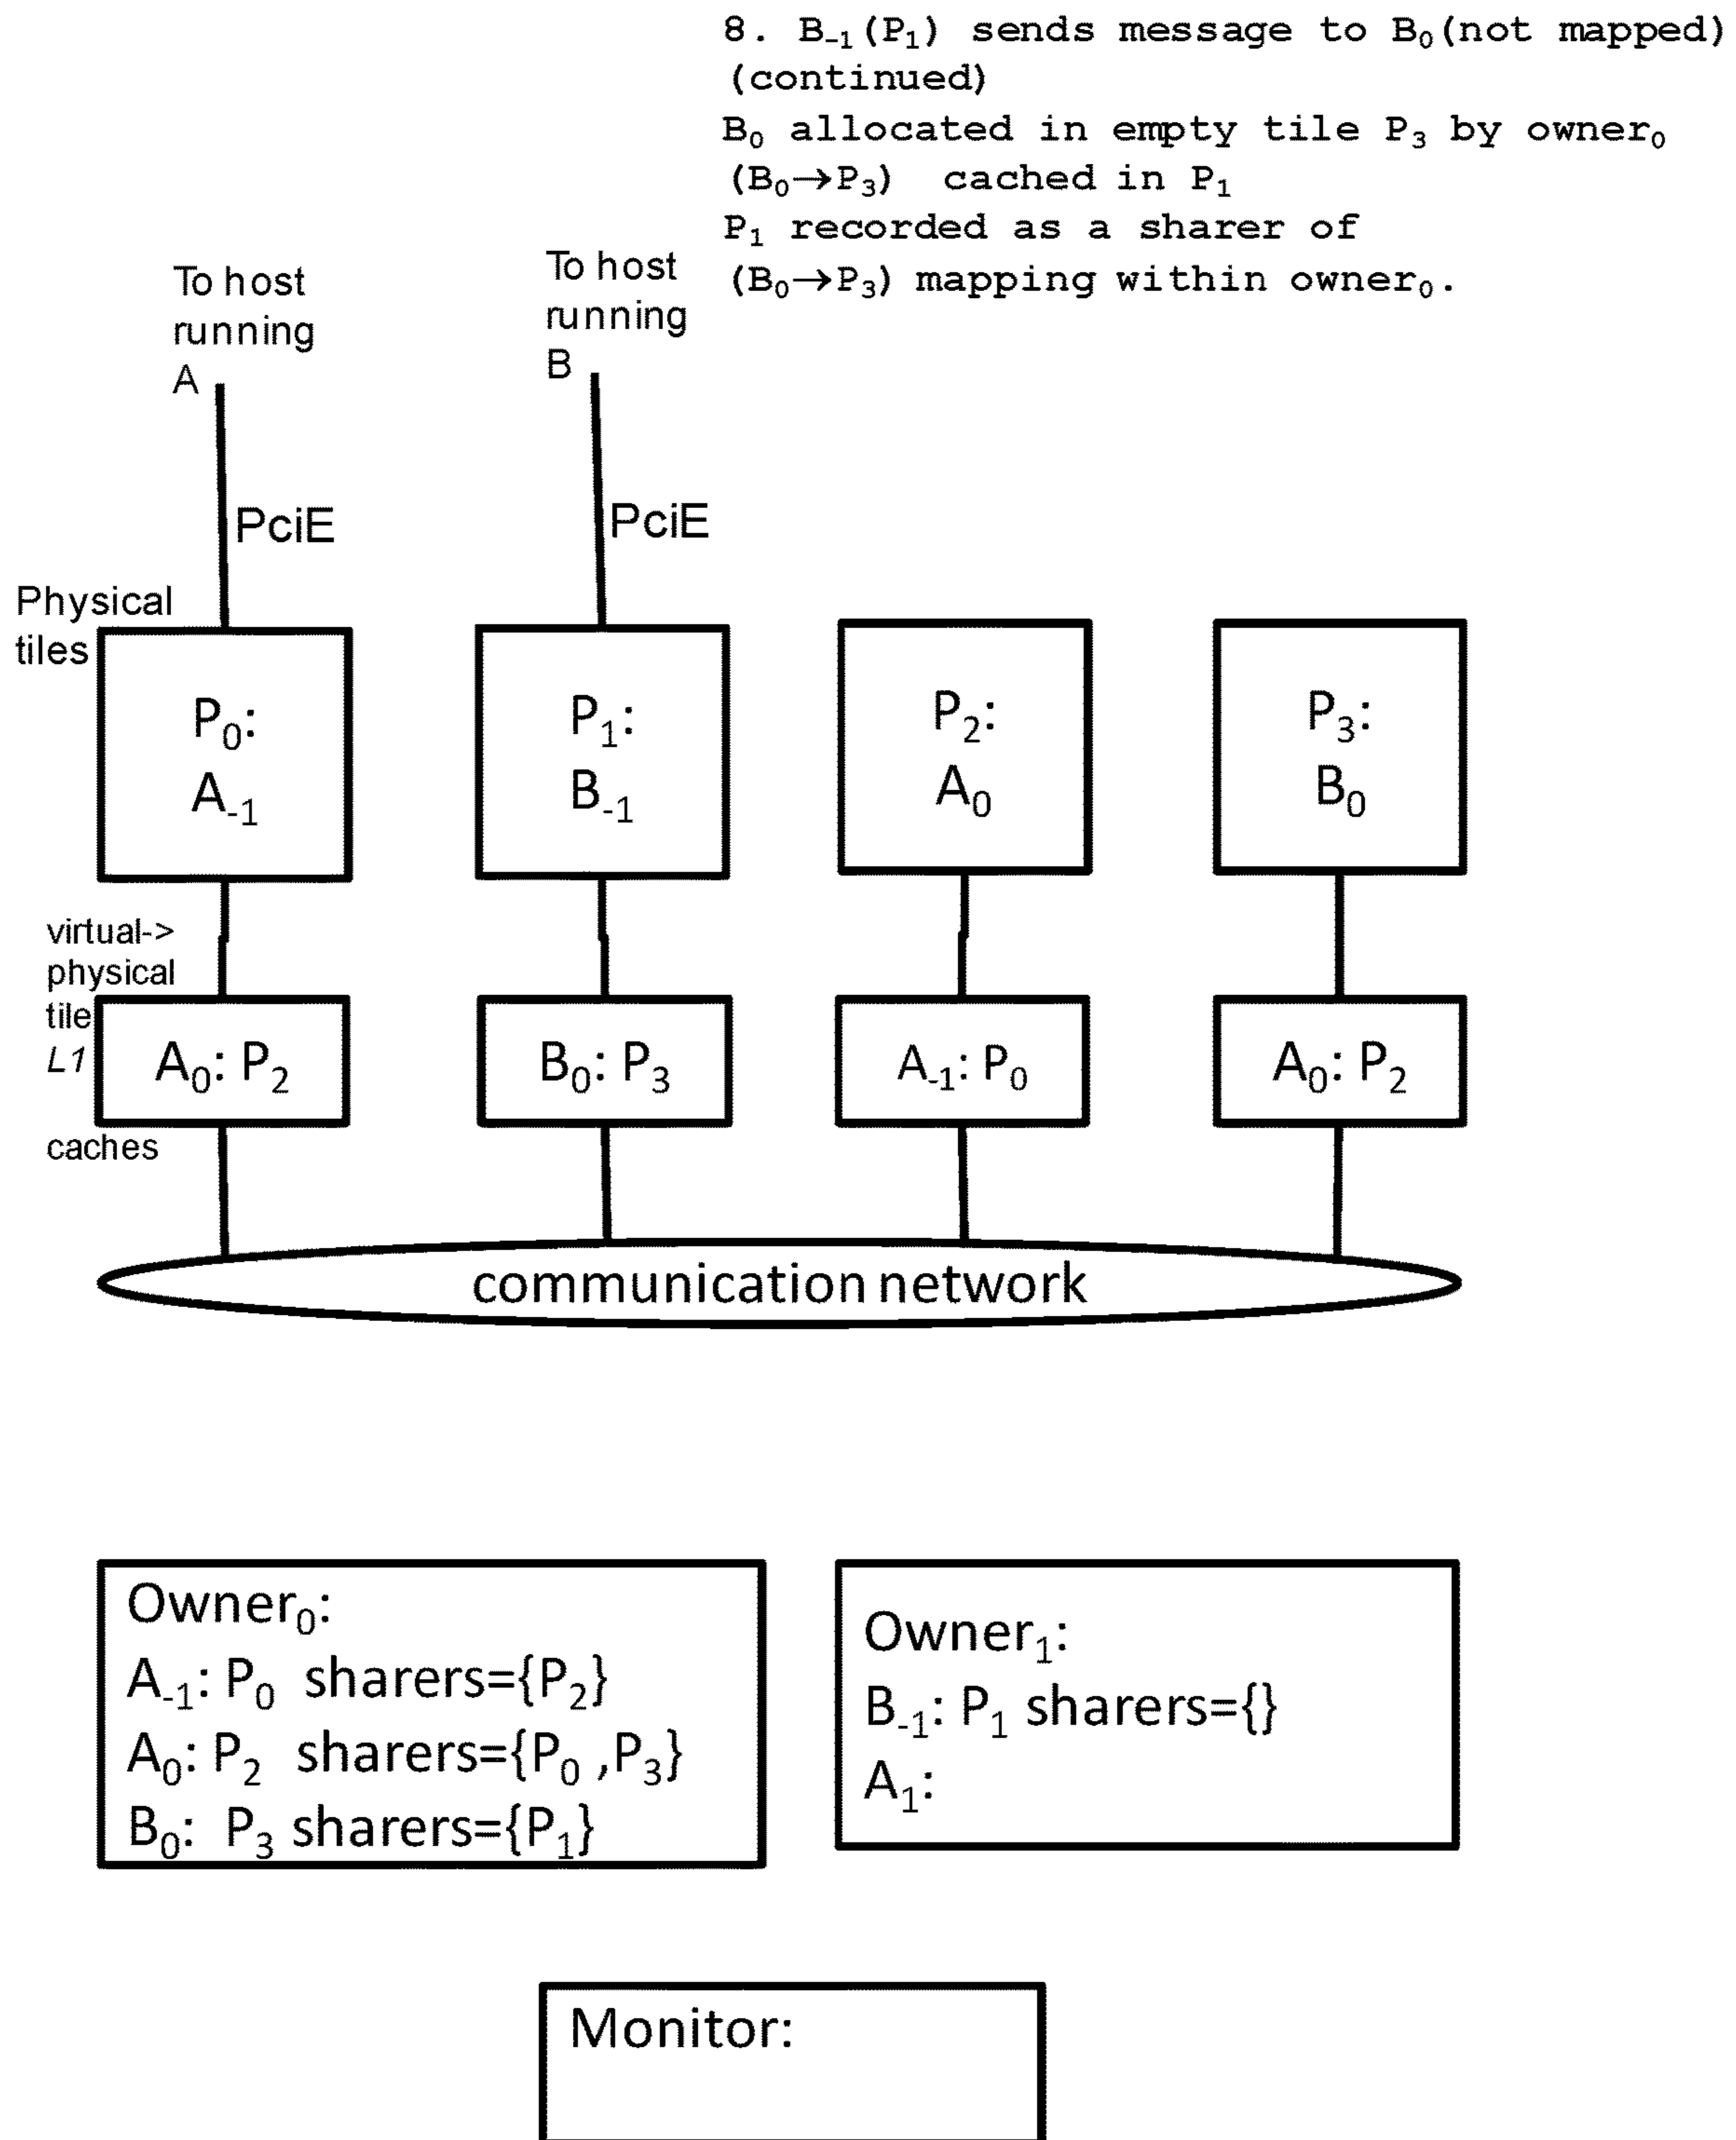 8. B₋₁(P₁) sends message to B₀(not mapped)
(continued)
B₀ allocated in empty tile P₃ by owner₀
(B₀→P₃) cached in P₁
P₁ recorded as a sharer of
(B₀→P₃) mapping within owner₀.
To host
running
A
To host
running
B
PciE
PciE
Physical
tiles
P₀:
A₋₁
P₁:
B₋₁
P₂:
A₀
P₃:
B₀
virtual->
physical
tile
L1
caches
A₀: P₂
B₀: P₃
A₋₁: P₀
A₀: P₂
communication network
Owner₀:
A₋₁: P₀ sharers={P₂}
A₀: P₂ sharers={P₀ ,P₃}
B₀: P₃ sharers={P₁}
Owner₁:
B₋₁: P₁ sharers={}
A₁:
Monitor: